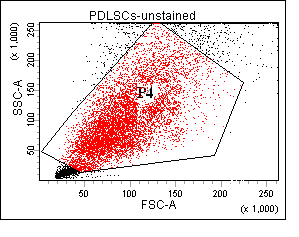 PDLSCs-unstained
SSC-A
(x 1,000)
50 100 150 200 250
P4
50 100 150 200 250
FSC-A
(x 1,000)